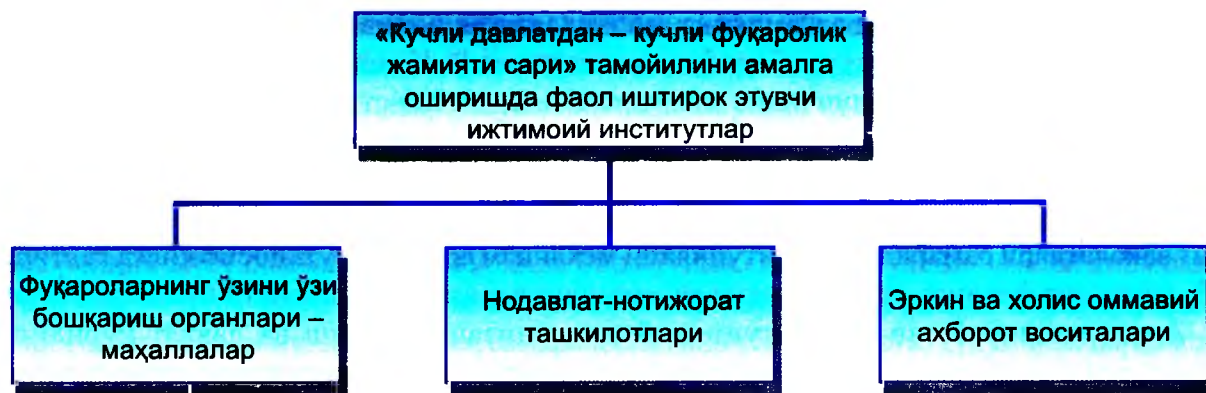 «Кучли давлатдан – кучли фуқаролик
жамияти сари» тамойилини амалга
оширишда фаол иштирок этувчи
ижтимоий институтлар
Фуқароларнинг ўзини ўзи
бошқариш органлари –
маҳаллалар
Нодавлат-нотижорат
ташкилотлари
Эркин ва холис оммавий
ахборот воситалари